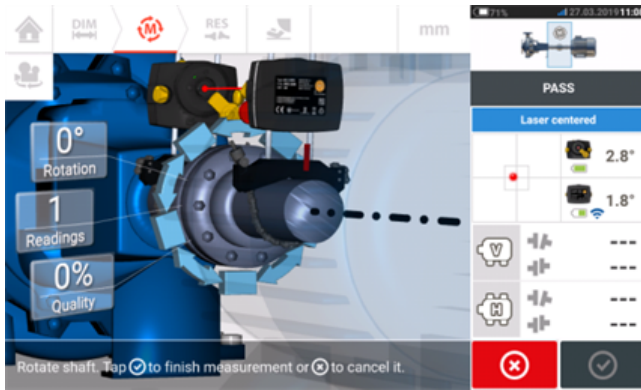 DIM
M
RES
mm
71%
27.03.2019 11:08
PASS
Laser centered
0°
Rotation
1
Readings
0%
Quality
2.8°
1.8°
V
---
---
H
---
---
Rotate shaft. Tap to finish measurement or to cancel it.